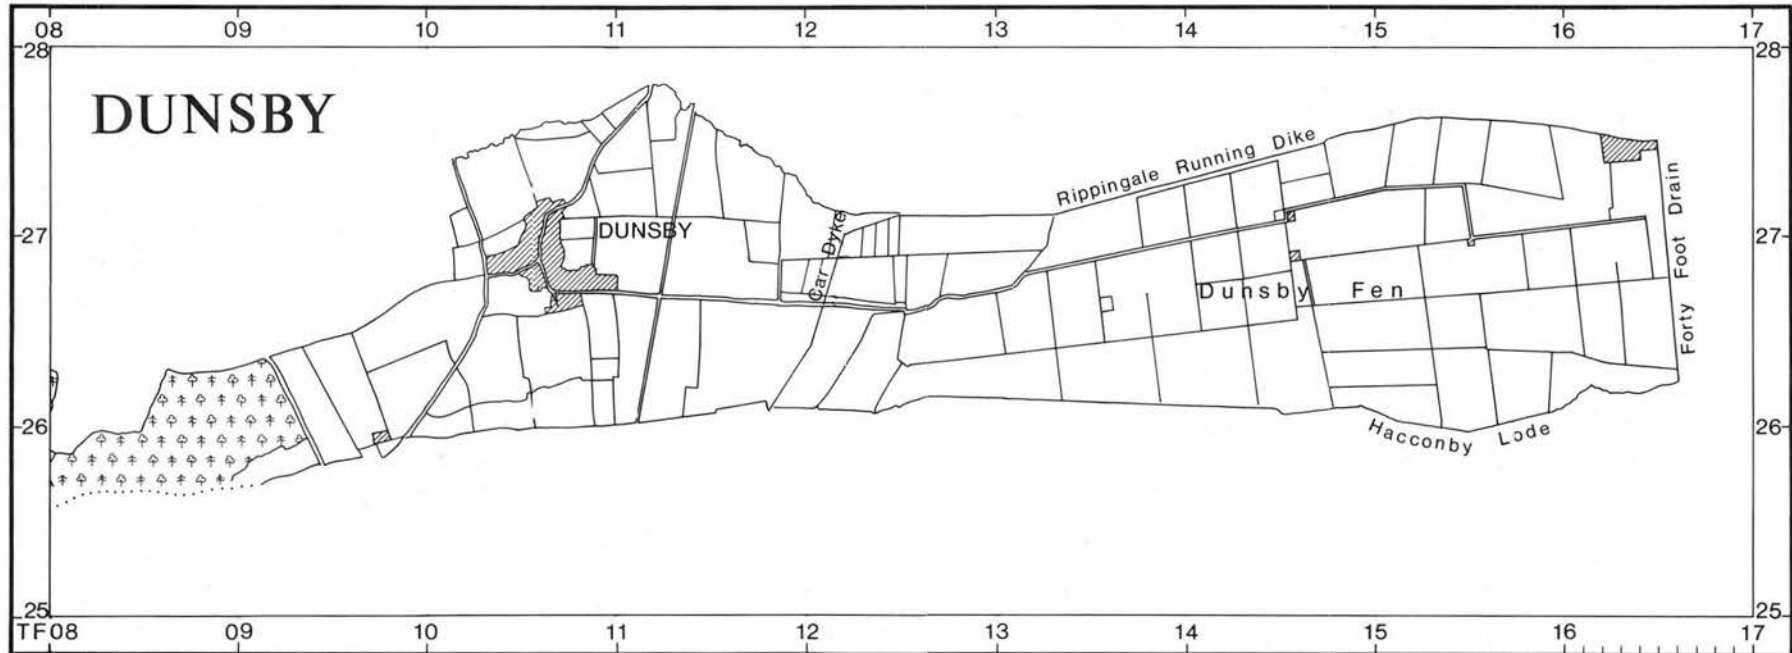 08 09 10 11 12 13 14 15 16 17
28 28
DUNSBY
Rippingale Running Dike
27 27
DUNSBY
Car Dyke
Forty Foot Drain
Dunsby Fen
26 26
Hacconby Lode
25 25
TF08 09 10 11 12 13 14 15 16 17